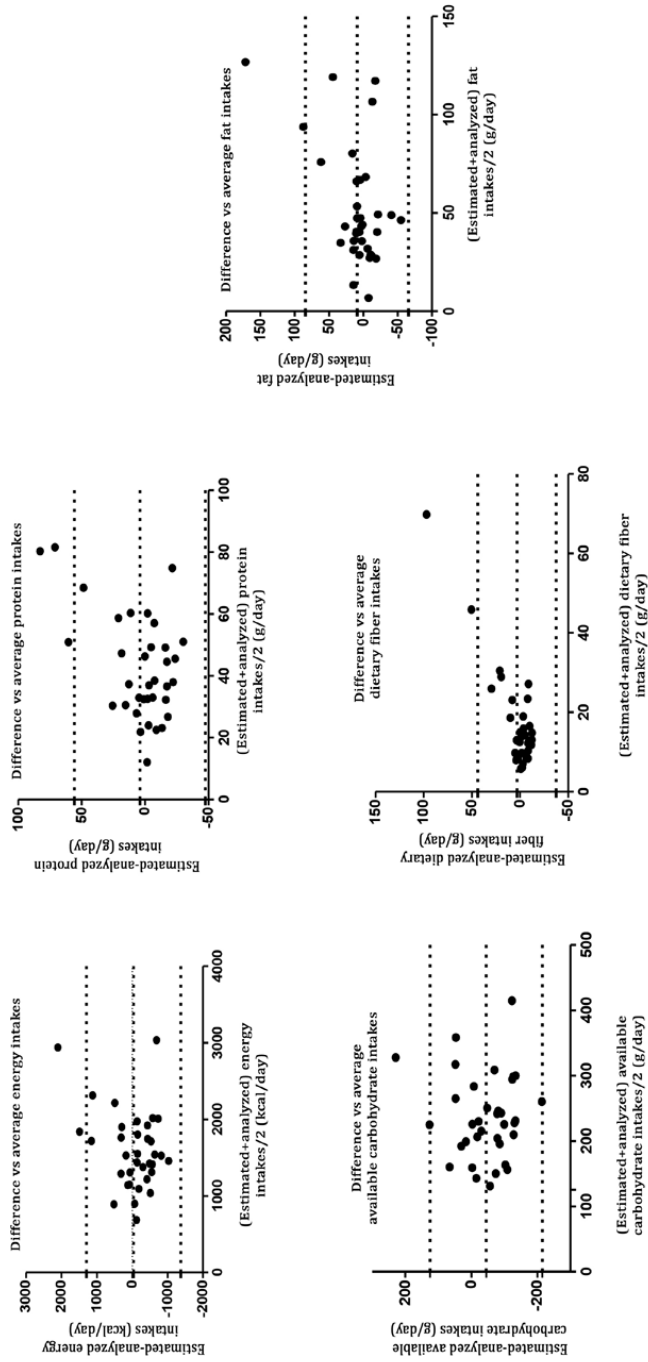 Difference vs average energy intakes
Estimated-analyzed energy
intakes (kcal/day)
3000
2000
1000
0
-1000
-2000
0
1000
2000
3000
4000
(Estimated+analyzed) energy
intakes/2 (kcal/day)
Difference vs average protein intakes
Estimated-analyzed protein
intakes (g/day)
100
50
0
-50
0
20
40
60
80
100
(Estimated+analyzed) protein
intakes/2 (g/day)
Difference vs average fat intakes
Estimated-analyzed fat
intakes (g/day)
200
150
100
50
0
-50
-100
0
50
100
150
(Estimated+analyzed) fat
intakes/2 (g/day)
Difference vs average
available carbohydrate intakes
Estimated-analyzed available
carbohydrate intakes (g/day)
200
0
-200
0
100
200
300
400
500
(Estimated+analyzed) available
carbohydrate intakes/2 (g/day)
Difference vs average
dietary fiber intakes
Estimated-analyzed dietary
fiber intakes (g/day)
150
100
50
0
-50
0
20
40
60
80
(Estimated+analyzed) dietary fiber
intakes/2 (g/day)